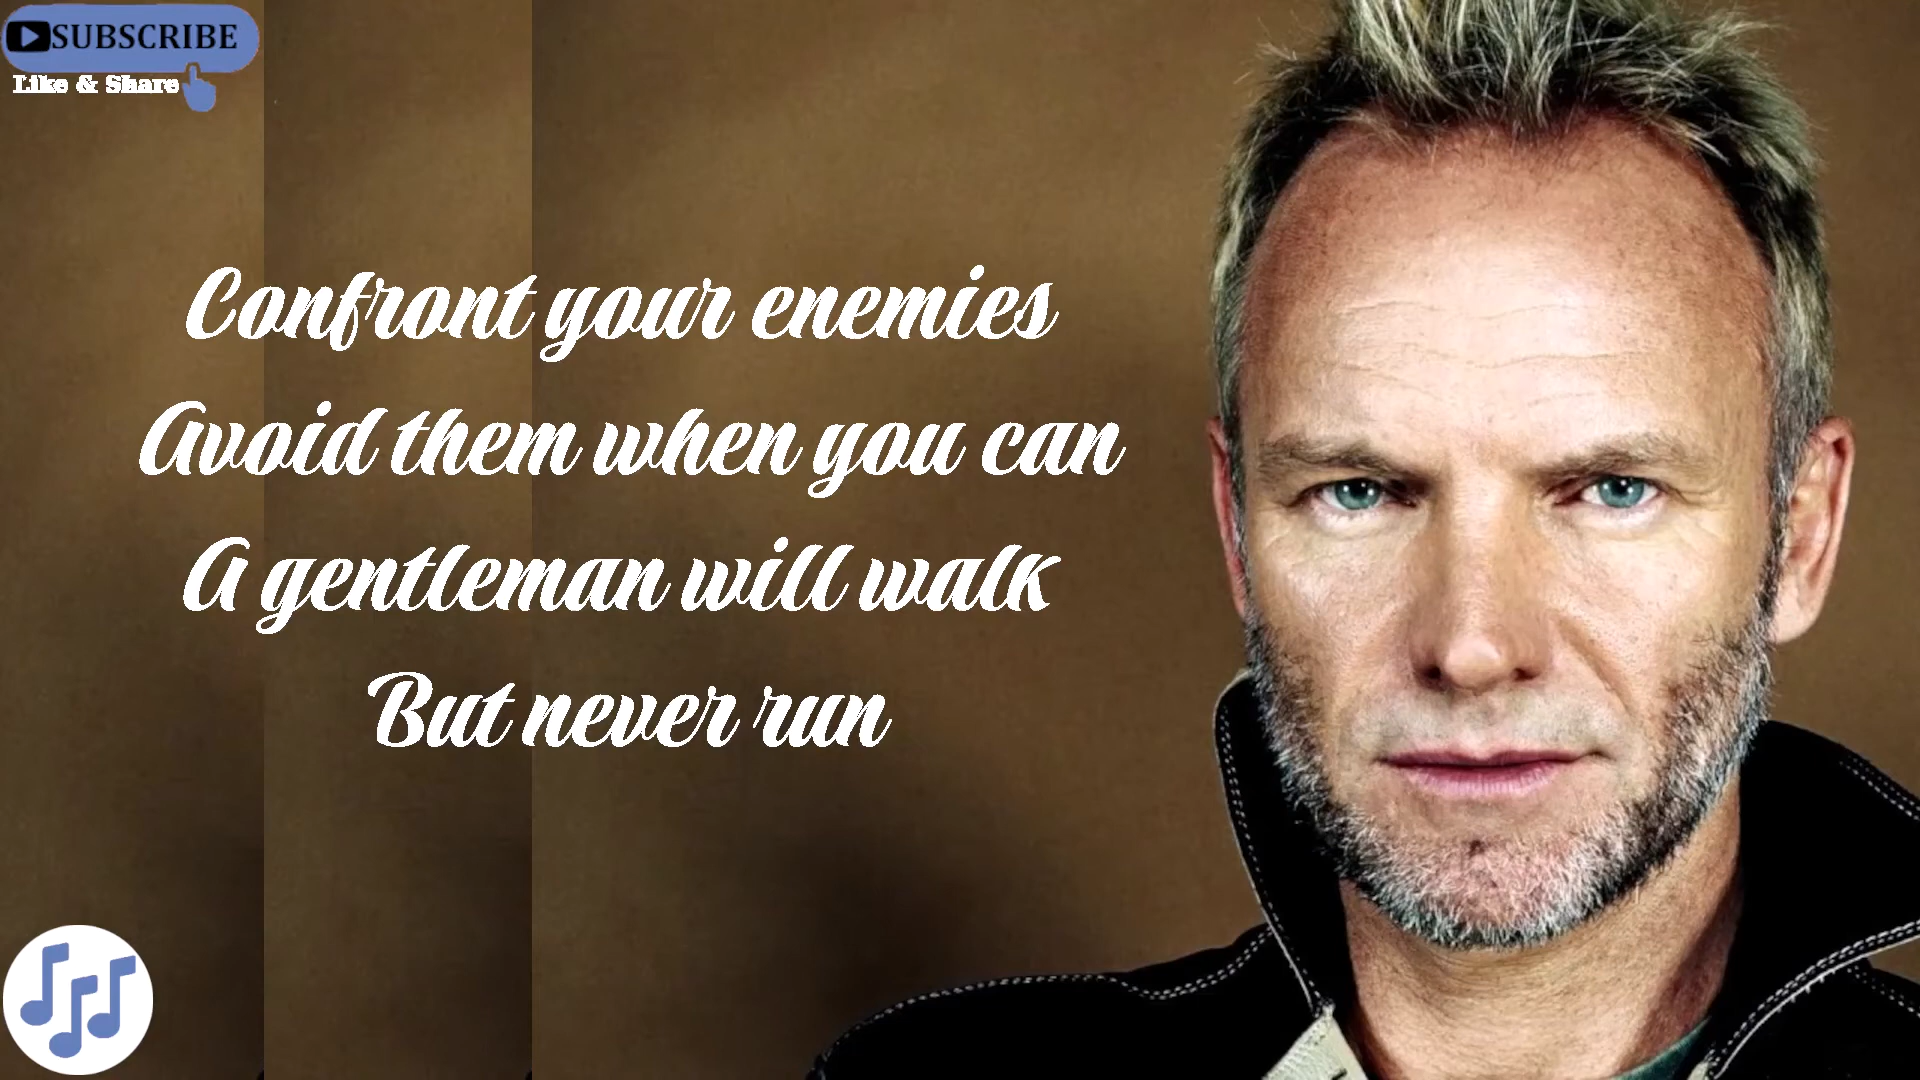 SUBSCRIBE
Like & Share
Confront your enemies
Avoid them when you can
A gentleman will walk
But never run